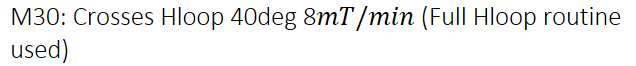 M30: Crosses Hloop 40deg 8mT/min (Full Hloop routine
used)